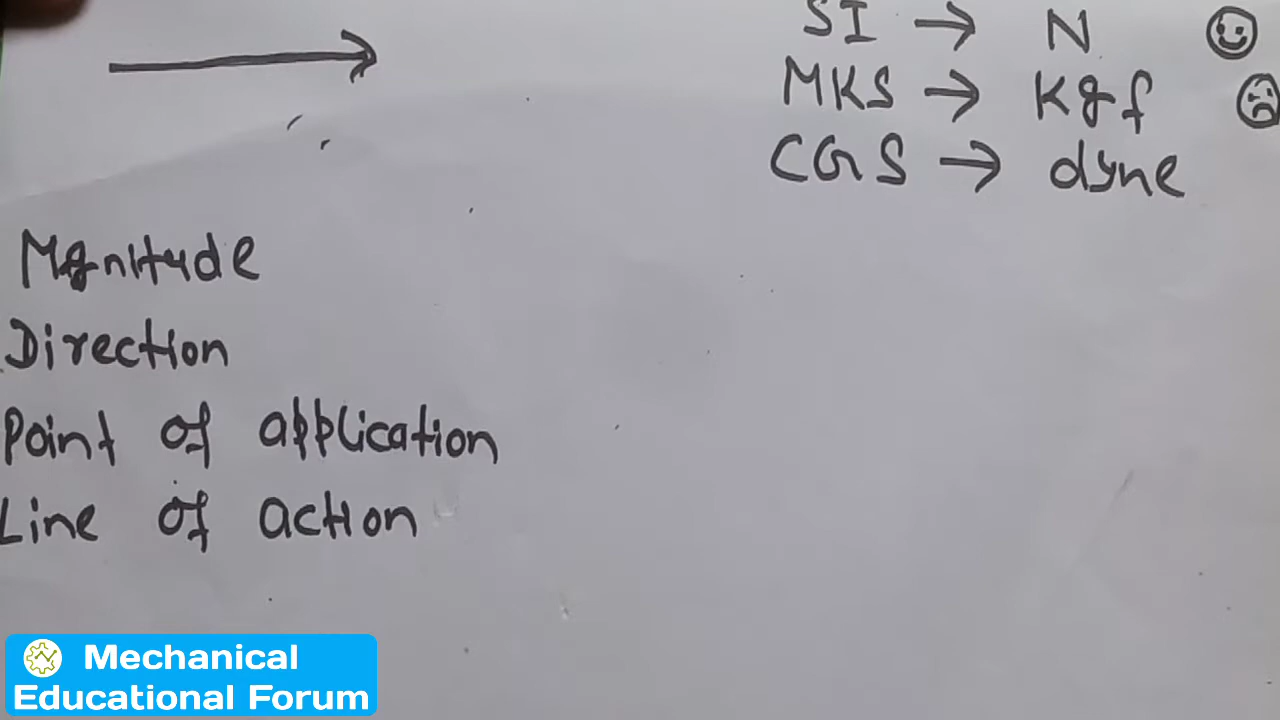 SI → N
MKS → Kgf
CGS → dyne
Magnitude
Direction
Point of application
Line of action
Mechanical
Educational Forum